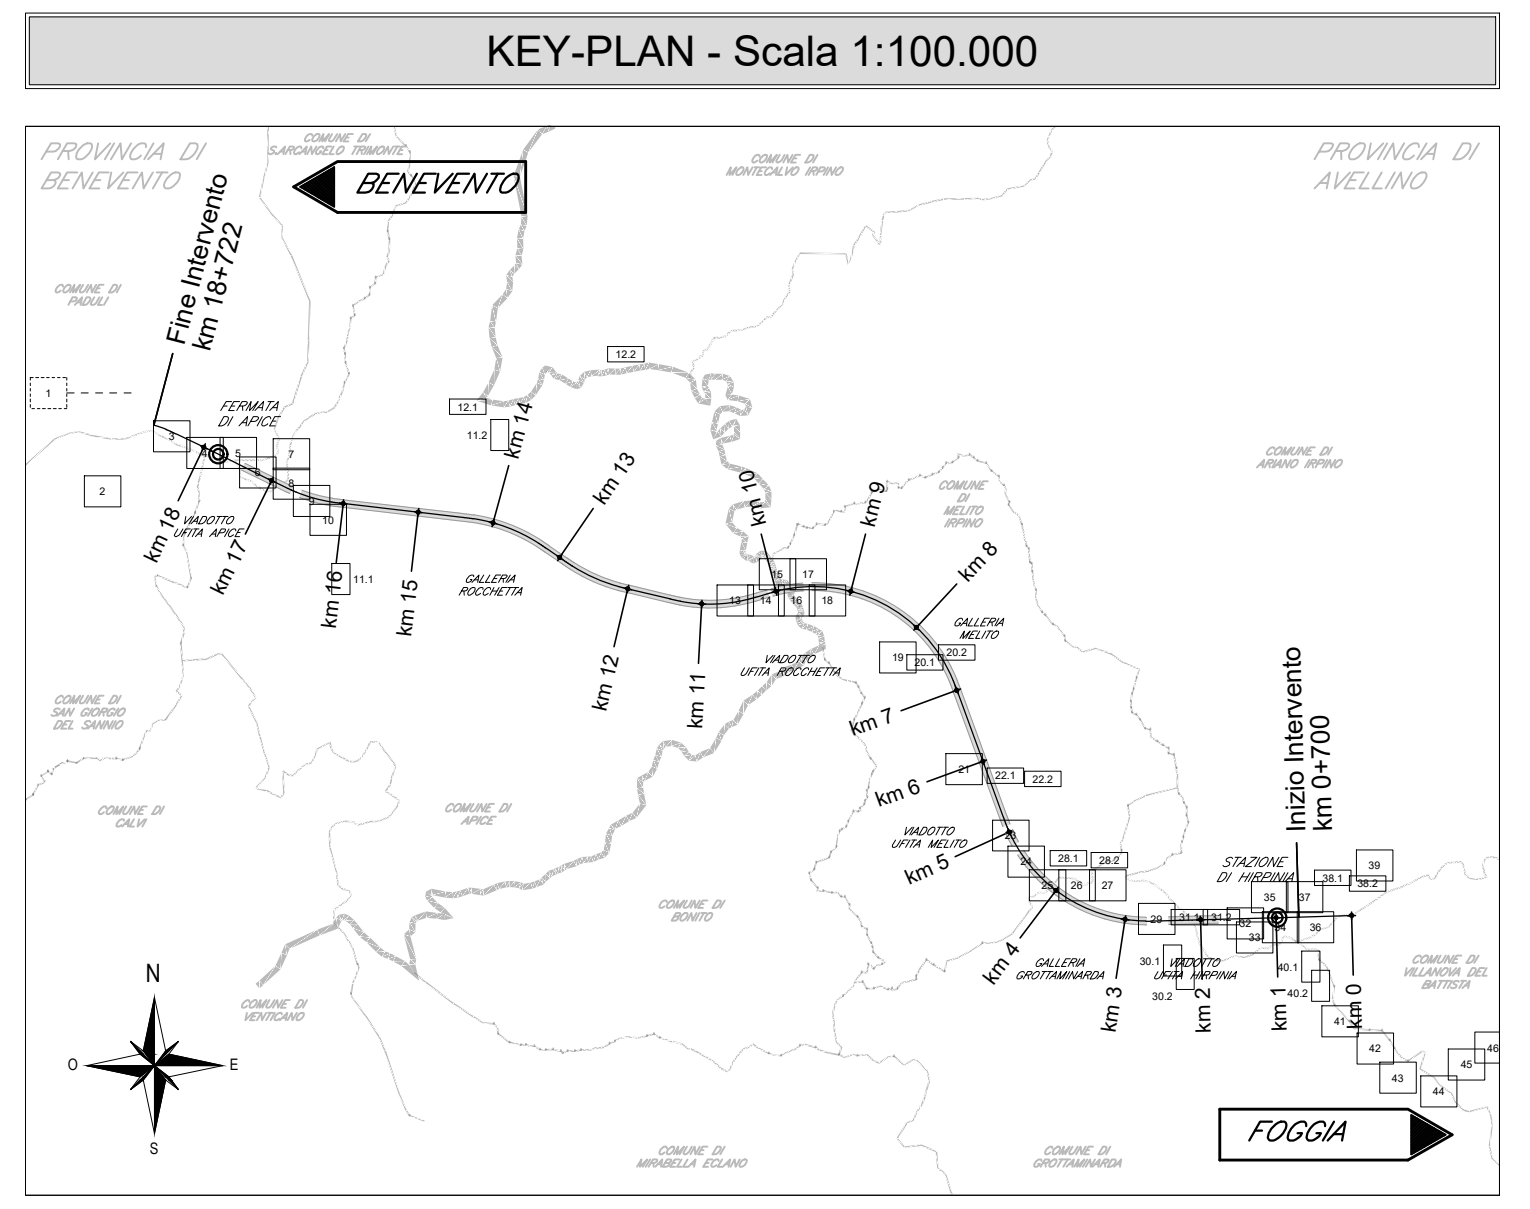 KEY-PLAN - Scala 1:100.000
PROVINCIA DI
BENEVENTO
COMUNE DI
S.ARCANGELO TRIMONTE
BENEVENTO
COMUNE DI
MONTECALVO IRPINO
PROVINCIA DI
AVELLINO
Fine Intervento
km 18+722
COMUNE DI
PADULI
1
2
3
4
5
6
7
8
9
10
FERMATA
DI APICE
VIADOTTO
UFITA APICE
km 18
km 17
km 16
11.1
km 15
12.1
11.2
km 14
12.2
km 13
GALLERIA
ROCCHETTA
km 12
km 11
km 10
13
14
15
16
17
18
km 9
VIADOTTO
UFITA ROCCHETTA
COMUNE
DI
MELITO
IRPINO
COMUNE DI
ARIANO IRPINO
km 8
GALLERIA
MELITO
19
20.1
20.2
km 7
km 6
21
22.1
22.2
VIADOTTO
UFITA MELITO
km 5
23
24
25
26
27
28.1
28.2
km 4
GALLERIA
GROTTAMINARDA
km 3
29
30.1
30.2
31.1
31.2
VIADOTTO
UFITA HIRPINIA
km 2
32
33
34
35
36
37
38.1
38.2
39
STAZIONE
DI HIRPINIA
Inizio Intervento
km 0+700
km 1
km 0
40.1
40.2
41
42
43
44
45
46
COMUNE DI
VILLANOVA DEL
BATTISTA
COMUNE DI
SAN GIORGIO
DEL SANNIO
COMUNE DI
CALVI
COMUNE DI
APICE
COMUNE DI
BONITO
COMUNE DI
VENTICANO
COMUNE DI
MIRABELLA ECLANO
COMUNE DI
GROTTAMINARDA
FOGGIA
N
O
E
S